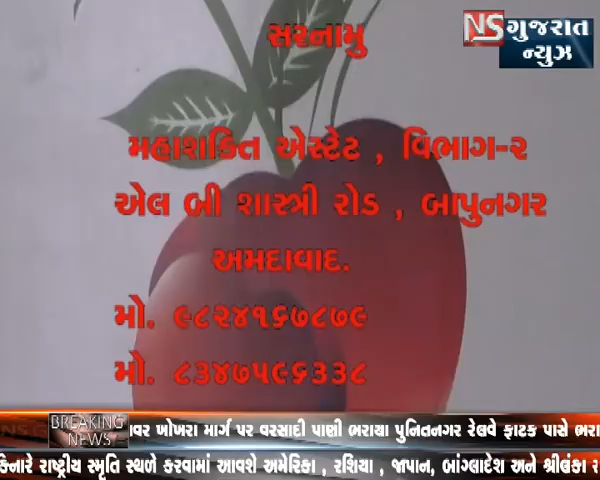 સરનામુ
NS ગુજરાત
ન્યુઝ
મહાશકિત એસ્ટેટ , વિભાગ-૨
એલ બી શાસ્ત્રી રોડ , બાપુનગર
અમદાવાદ.
મો. ૯૮૨૪૧૬૭૮૭૯
મો. ૮૩૪૭૫૯૬૩૩૮
BREAKING
NEWS
ખોખરા માર્ગ પર વરસાદી પાણી ભરાયા પુનિતનગર રેલવે ફાટક પાસે ભરા
કિનારે રાષ્ટ્રીય સ્મૃતિ સ્થળે કરવામાં આવશે અમેરિકા , રશિયા , જાપાન, બાંગ્લાદેશ અને શ્રીલંકા